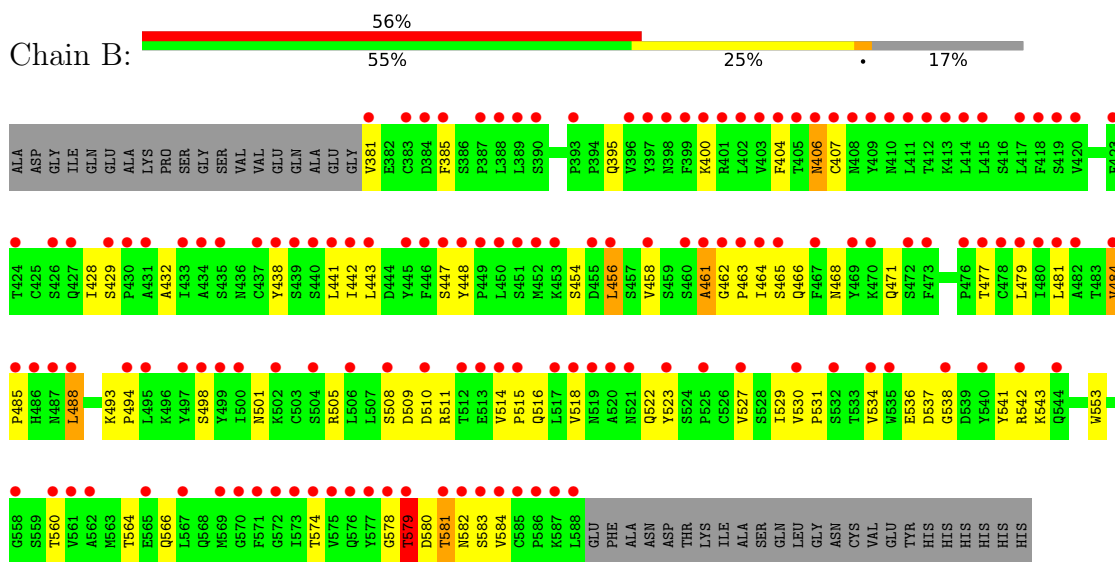 56%
Chain B:
55% 25% 17%
ALA ASP GLY ILE GLN GLU ALA LYS PRO SER GLY SER VAL VAL GLU GLN ALA GLU GLY V381 E382 C383 D384 F385 S386 P387 L388 L389 S390 P393 P394 Q395 V396 Y397 N398 F399 K400 R401 L402 V403 F404 T405 N406 C407 N408 Y409 N410 L411 T412 K413 L414 L415 S416 L417 F418 S419 V420
T424 C425 S426 Q427 I428 S429 P430 A431 A432 I433 A434 S435 N436 C437 Y438 S439 S440 L441 I442 L443 D444 Y445 F446 S447 Y448 P449 L450 S451 M452 K453 S454 D455 L456 S457 V458 S459 S460 A461 G462 P463 I464 S465 Q466 F467 N468 Y469 K470 Q471 S472 F473 P476 T477 C478 L479 I480 L481 A482 T483 V484
P485 H486 N487 L488 K493 P494 L495 K496 Y497 S498 Y499 I500 N501 K502 C503 S504 R505 L506 L507 S508 D509 D510 R511 T512 E513 V514 P515 Q516 L517 V518 N519 A520 N521 Q522 Y523 S524 P525 C526 V527 S528 I529 V530 P531 S532 T533 V534 W535 E536 D537 G538 D539 Y540 Y541 R542 K543 Q544 W553
G558 S559 T560 V561 A562 M563 T564 E565 Q566 L567 Q568 M569 G570 F571 G572 I573 T574 V575 Q576 Y577 G578 T579 D580 T581 N582 S583 V584 C585 P586 K587 L588 GLU PHE ALA ASN ASP THR LYS ILE ALA SER GLN LEU GLY ASN CYS VAL GLU TYR HIS HIS HIS HIS HIS HIS